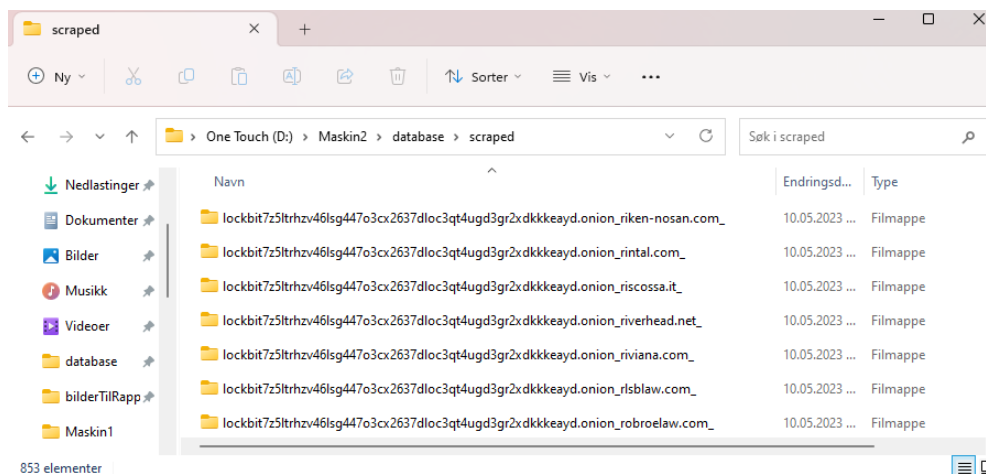 scraped
Ny
Sorter
Vis
One Touch (D:) > Maskin2 > database > scraped
Søk i scraped
Nedlastinger
Dokumenter
Bilder
Musikk
Videoer
database
bilderTilRapp
Maskin1
Navn Endringsd... Type
lockbit7z5ltrhzv46lsg447o3cx2637dloc3qt4ugd3gr2xdkkkeayd.onion_riken-nosan.com_ 10.05.2023 ... Filmappe
lockbit7z5ltrhzv46lsg447o3cx2637dloc3qt4ugd3gr2xdkkkeayd.onion_rintal.com_ 10.05.2023 ... Filmappe
lockbit7z5ltrhzv46lsg447o3cx2637dloc3qt4ugd3gr2xdkkkeayd.onion_riscossa.it_ 10.05.2023 ... Filmappe
lockbit7z5ltrhzv46lsg447o3cx2637dloc3qt4ugd3gr2xdkkkeayd.onion_riverhead.net_ 10.05.2023 ... Filmappe
lockbit7z5ltrhzv46lsg447o3cx2637dloc3qt4ugd3gr2xdkkkeayd.onion_riviana.com_ 10.05.2023 ... Filmappe
lockbit7z5ltrhzv46lsg447o3cx2637dloc3qt4ugd3gr2xdkkkeayd.onion_rlsblaw.com_ 10.05.2023 ... Filmappe
lockbit7z5ltrhzv46lsg447o3cx2637dloc3qt4ugd3gr2xdkkkeayd.onion_robroelaw.com_ 10.05.2023 ... Filmappe
853 elementer